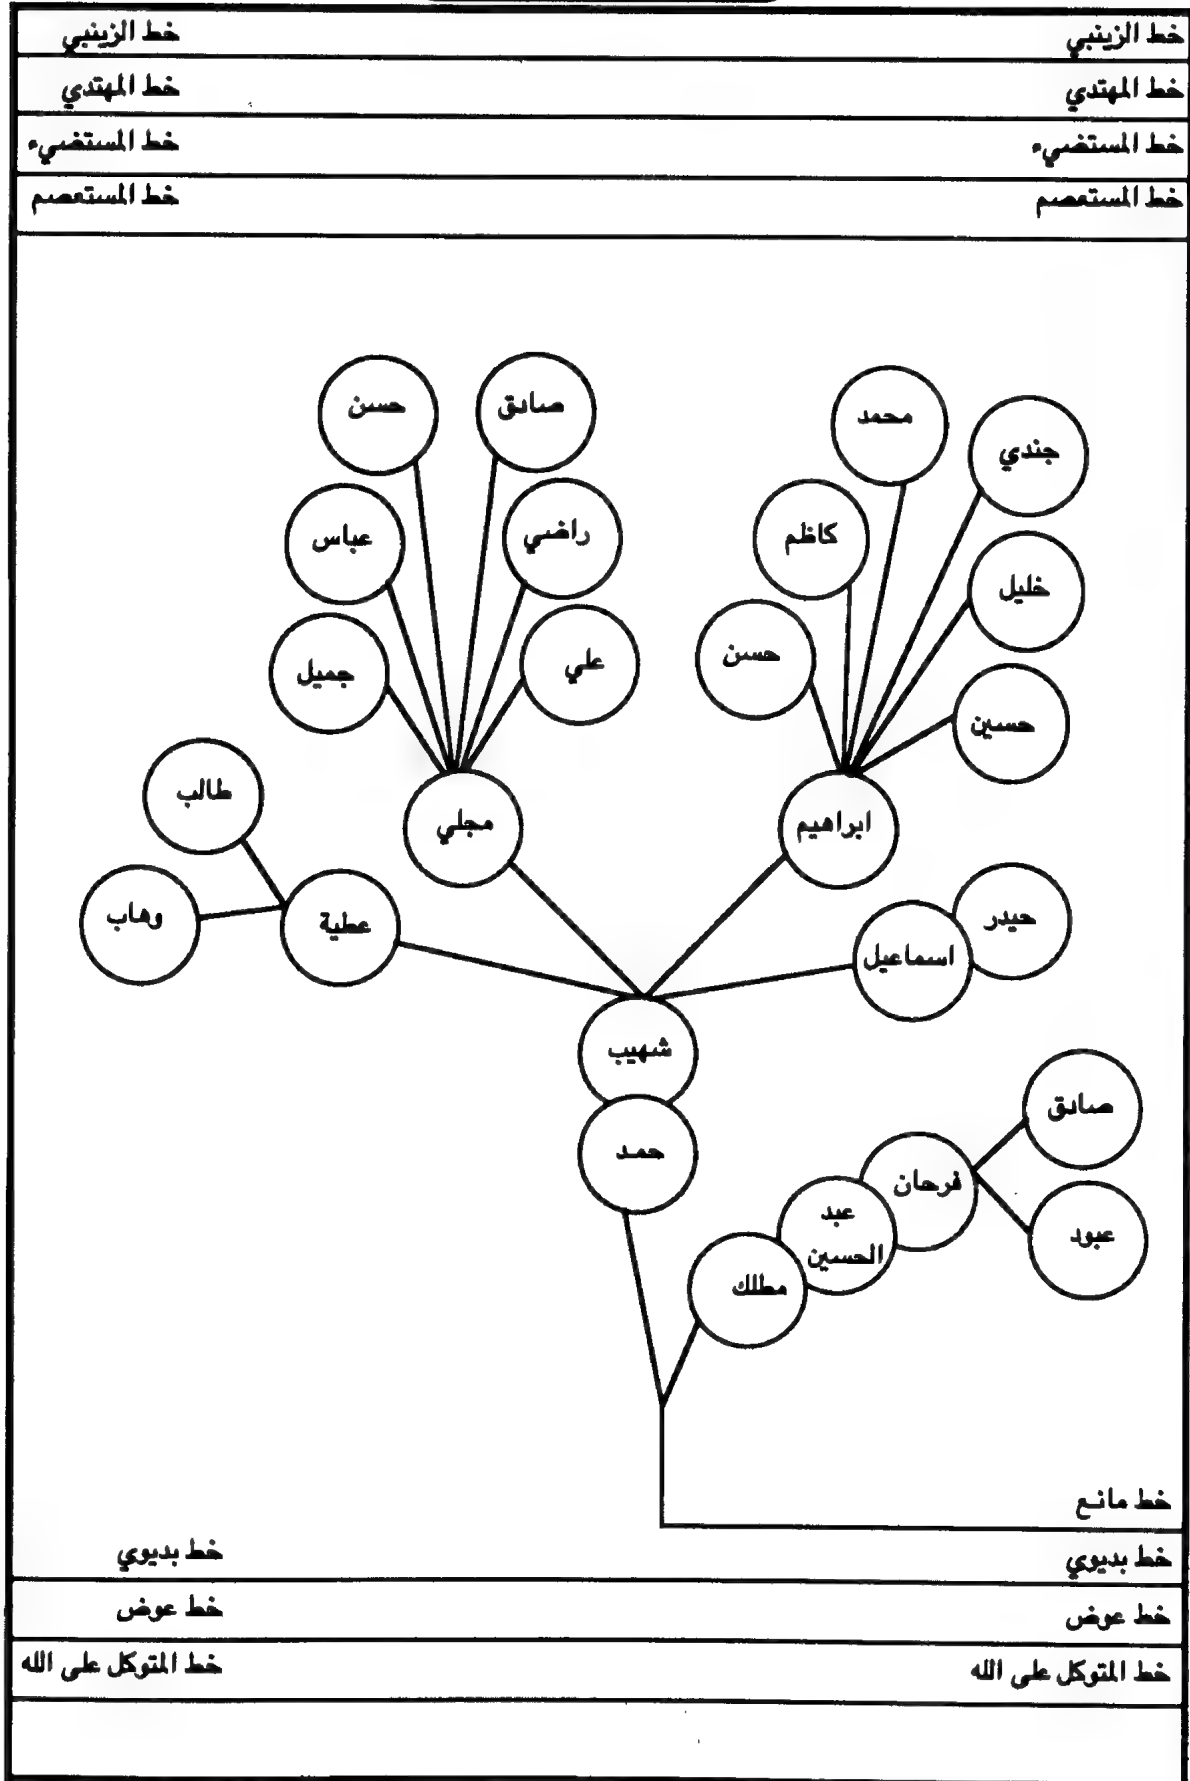 خط الزينبي خط الزينبي
خط المهتدي خط المهتدي
خط المستضيء خط المستضيء
خط المستعصم خط المستعصم
صادق حسن
محمد جندي
راضي عباس
كاظم خليل
علي جميل
حسن حسين
طالب
مجلي
ابراهيم
وهاب
عطية
حيدر
اسماعيل
شهيب
حمد
صادق
فرحان
عبد
الحسين
عبود
مطلك
خط مانع
خط بديوي خط بديوي
خط عوض خط عوض
خط المتوكل على الله خط المتوكل على الله